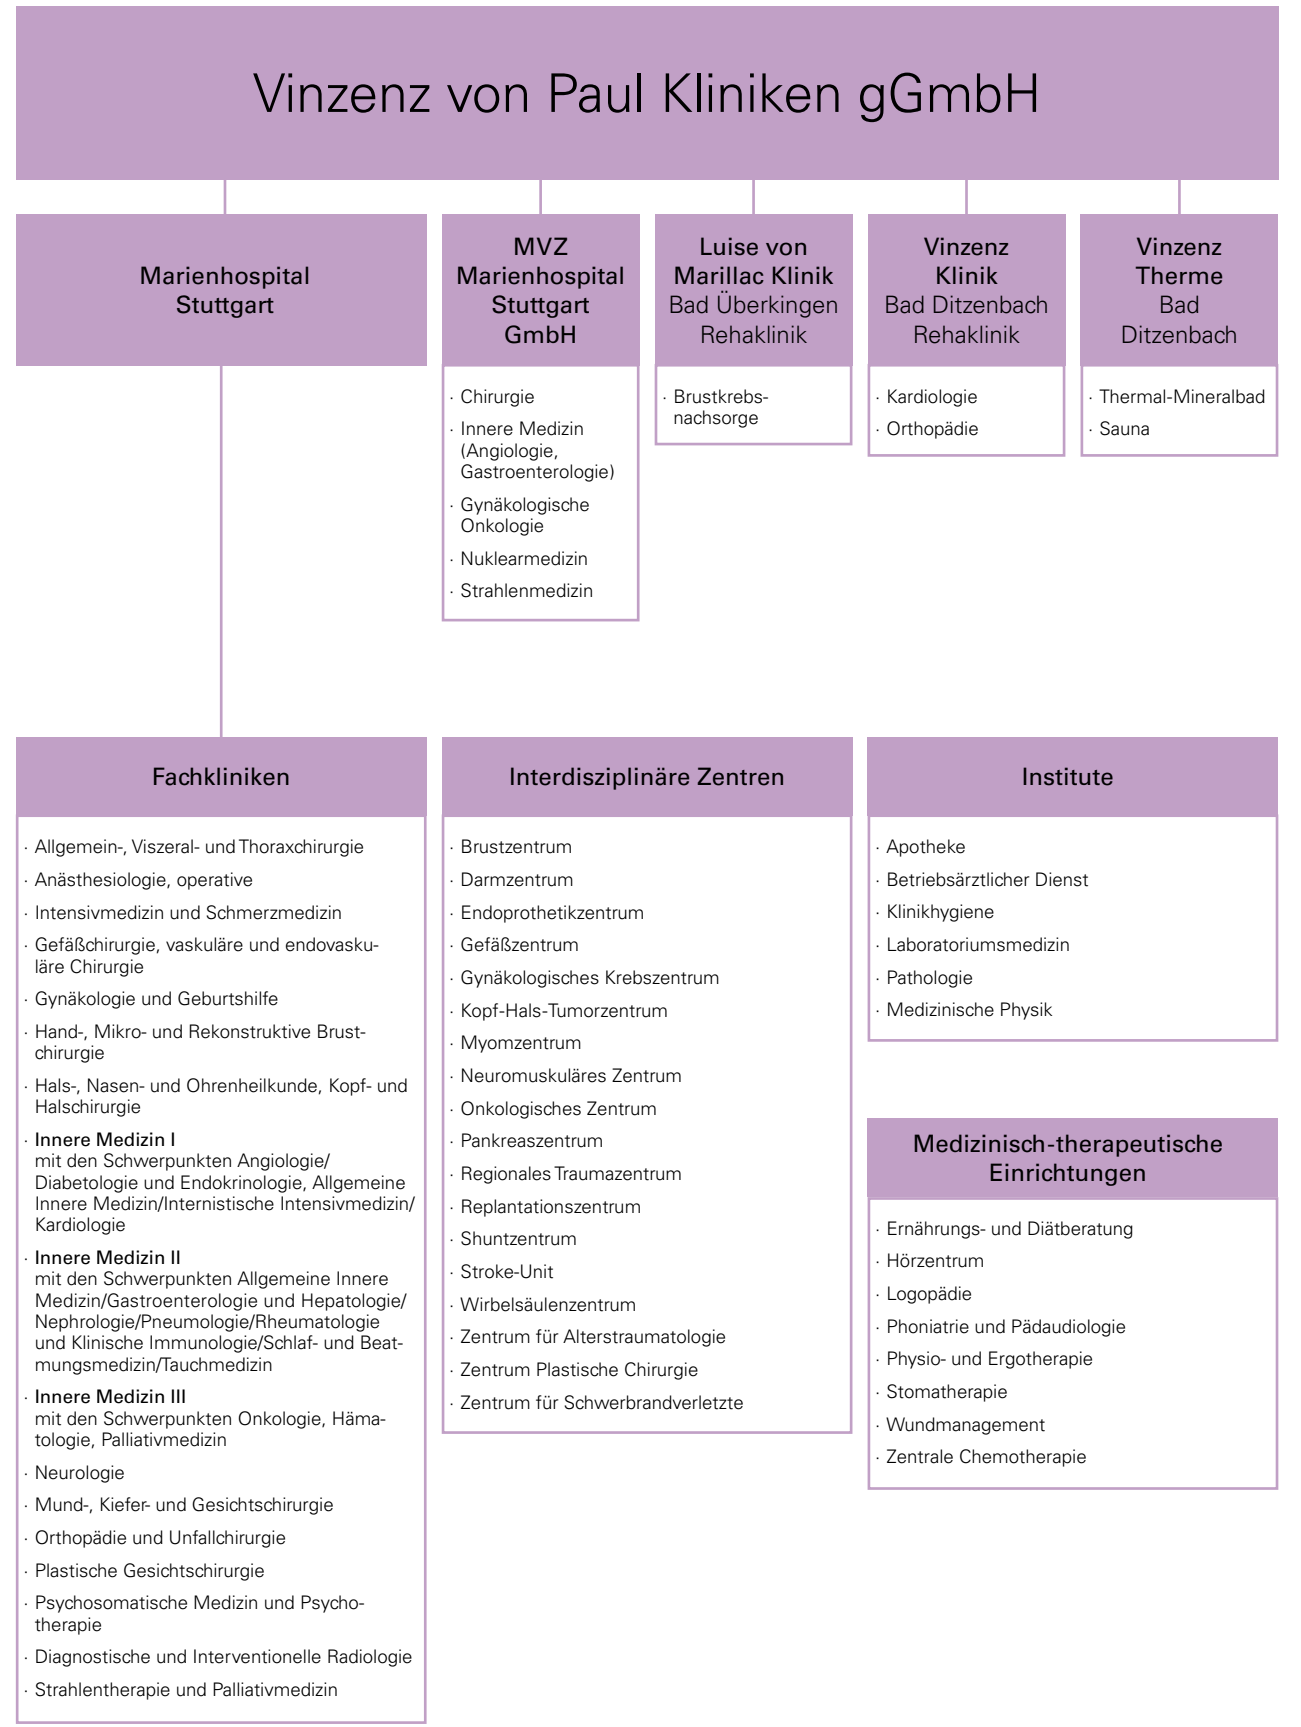 Vinzenz von Paul Kliniken gGmbH
Marienhospital
Stuttgart
MVZ
Marienhospital
Stuttgart
GmbH
· Chirurgie
· Innere Medizin
(Angiologie,
Gastroenterologie)
· Gynäkologische
Onkologie
· Nuklearmedizin
· Strahlenmedizin
Luise von
Marillac Klinik
Bad Überkingen
Rehaklinik
· Brustkrebs-
nachsorge
Vinzenz
Klinik
Bad Ditzenbach
Rehaklinik
· Kardiologie
· Orthopädie
Vinzenz
Therme
Bad
Ditzenbach
· Thermal-Mineralbad
· Sauna
Fachkliniken
· Allgemein-, Viszeral- und Thoraxchirurgie
· Anästhesiologie, operative
· Intensivmedizin und Schmerzmedizin
· Gefäßchirurgie, vaskuläre und endovasku-
läre Chirurgie
· Gynäkologie und Geburtshilfe
· Hand-, Mikro- und Rekonstruktive Brust-
chirurgie
· Hals-, Nasen- und Ohrenheilkunde, Kopf- und
Halschirurgie
· Innere Medizin I
mit den Schwerpunkten Angiologie/
Diabetologie und Endokrinologie, Allgemeine
Innere Medizin/Internistische Intensivmedizin/
Kardiologie
· Innere Medizin II
mit den Schwerpunkten Allgemeine Innere
Medizin/Gastroenterologie und Hepatologie/
Nephrologie/Pneumologie/Rheumatologie
und Klinische Immunologie/Schlaf- und Beat-
mungsmedizin/Tauchmedizin
· Innere Medizin III
mit den Schwerpunkten Onkologie, Häma-
tologie, Palliativmedizin
· Neurologie
· Mund-, Kiefer- und Gesichtschirurgie
· Orthopädie und Unfallchirurgie
· Plastische Gesichtschirurgie
· Psychosomatische Medizin und Psycho-
therapie
· Diagnostische und Interventionelle Radiologie
· Strahlentherapie und Palliativmedizin
Interdisziplinäre Zentren
· Brustzentrum
· Darmzentrum
· Endoprothetikzentrum
· Gefäßzentrum
· Gynäkologisches Krebszentrum
· Kopf-Hals-Tumorzentrum
· Myomzentrum
· Neuromuskuläres Zentrum
· Onkologisches Zentrum
· Pankreaszentrum
· Regionales Traumazentrum
· Replantationszentrum
· Shuntzentrum
· Stroke-Unit
· Wirbelsäulenzentrum
· Zentrum für Alterstraumatologie
· Zentrum Plastische Chirurgie
· Zentrum für Schwerbrandverletzte
Institute
· Apotheke
· Betriebsärztlicher Dienst
· Klinikhygiene
· Laboratoriumsmedizin
· Pathologie
· Medizinische Physik
Medizinisch-therapeutische
Einrichtungen
· Ernährungs- und Diätberatung
· Hörzentrum
· Logopädie
· Phoniatrie und Pädaudiologie
· Physio- und Ergotherapie
· Stomatherapie
· Wundmanagement
· Zentrale Chemotherapie